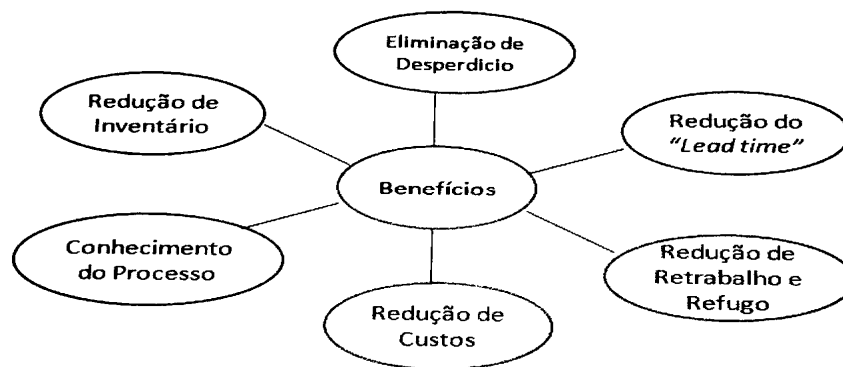 Eliminação de
Desperdicio
Redução de
Inventário
Redução do
"Lead time"
Benefícios
Conhecimento
do Processo
Redução de
Retrabalho e
Refugo
Redução de
Custos